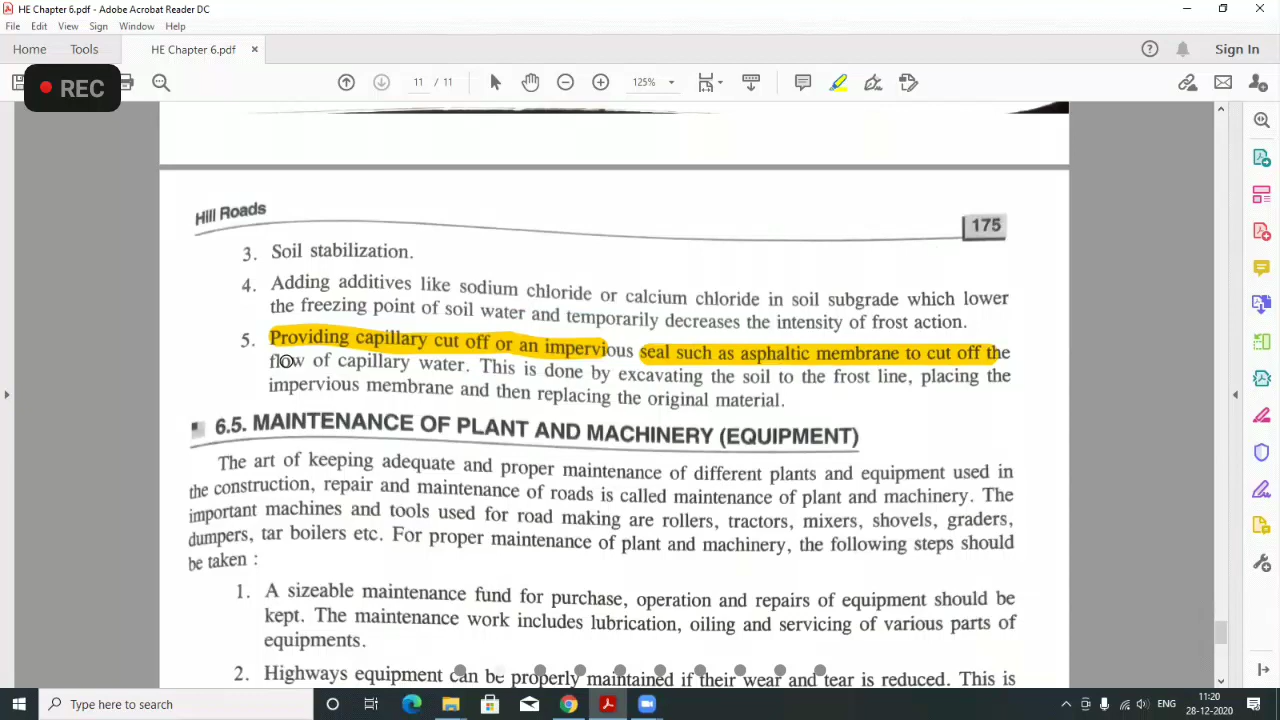 HE Chapter 6.pdf - Adobe Acrobat Reader DC
File Edit View Sign Window Help
Home Tools HE Chapter 6.pdf × Sign In
REC
11 / 11 125%
Hill Roads
175
3. Soil stabilization.
4. Adding additives like sodium chloride or calcium chloride in soil subgrade which lower
the freezing point of soil water and temporarily decreases the intensity of frost action.
5. Providing capillary cut off or an impervious seal such as asphaltic membrane to cut off the
flow of capillary water. This is done by excavating the soil to the frost line, placing the
impervious membrane and then replacing the original material.
6.5. MAINTENANCE OF PLANT AND MACHINERY (EQUIPMENT)
The art of keeping adequate and proper maintenance of different plants and equipment used in
the construction, repair and maintenance of roads is called maintenance of plant and machinery. The
important machines and tools used for road making are rollers, tractors, mixers, shovels, graders,
dumpers, tar boilers etc. For proper maintenance of plant and machinery, the following steps should
be taken :
1. A sizeable maintenance fund for purchase, operation and repairs of equipment should be
kept. The maintenance work includes lubrication, oiling and servicing of various parts of
equipments.
2. Highways equipment can be properly maintained if their wear and tear is reduced. This is
Type here to search
ENG
11:20
28-12-2020